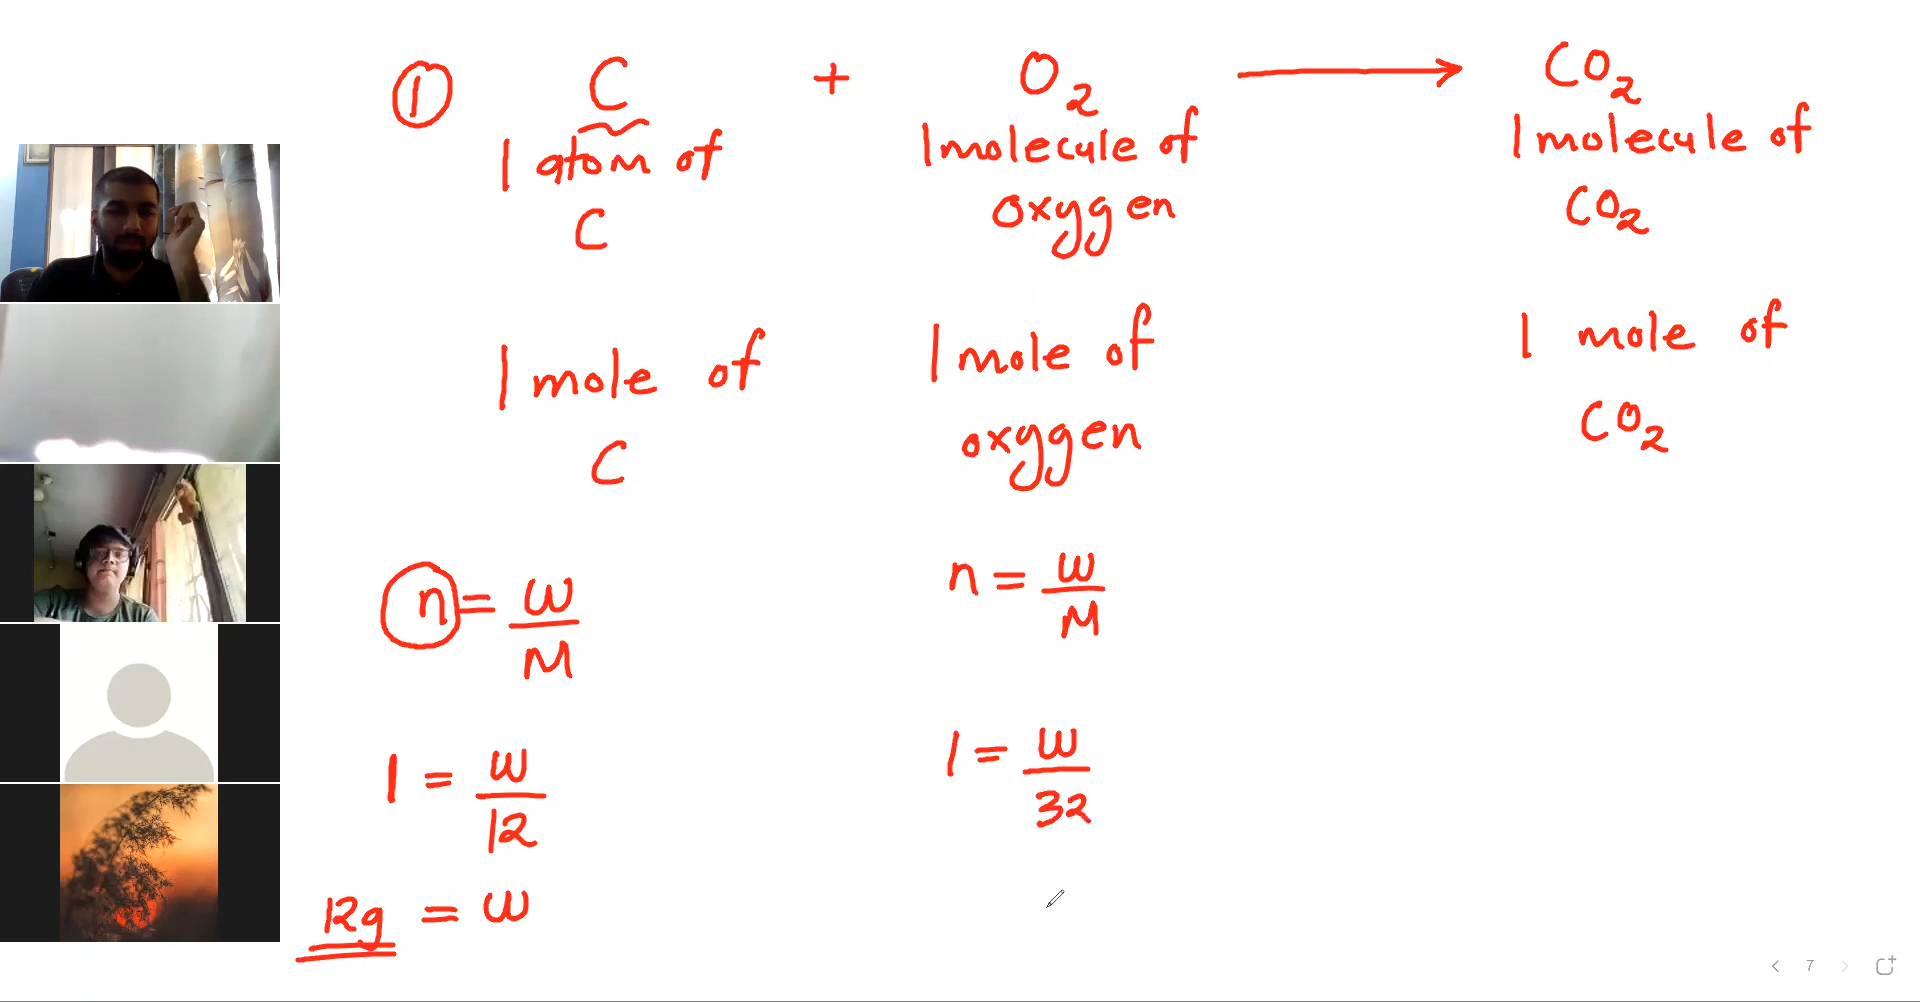 ① C + O₂ → CO₂
1 atom of C
1 molecule of oxygen
1 molecule of CO₂
1 mole of C
1 mole of oxygen
1 mole of CO₂
n = w/M
n = w/M
1 = w/12
1 = w/32
12g = w
7